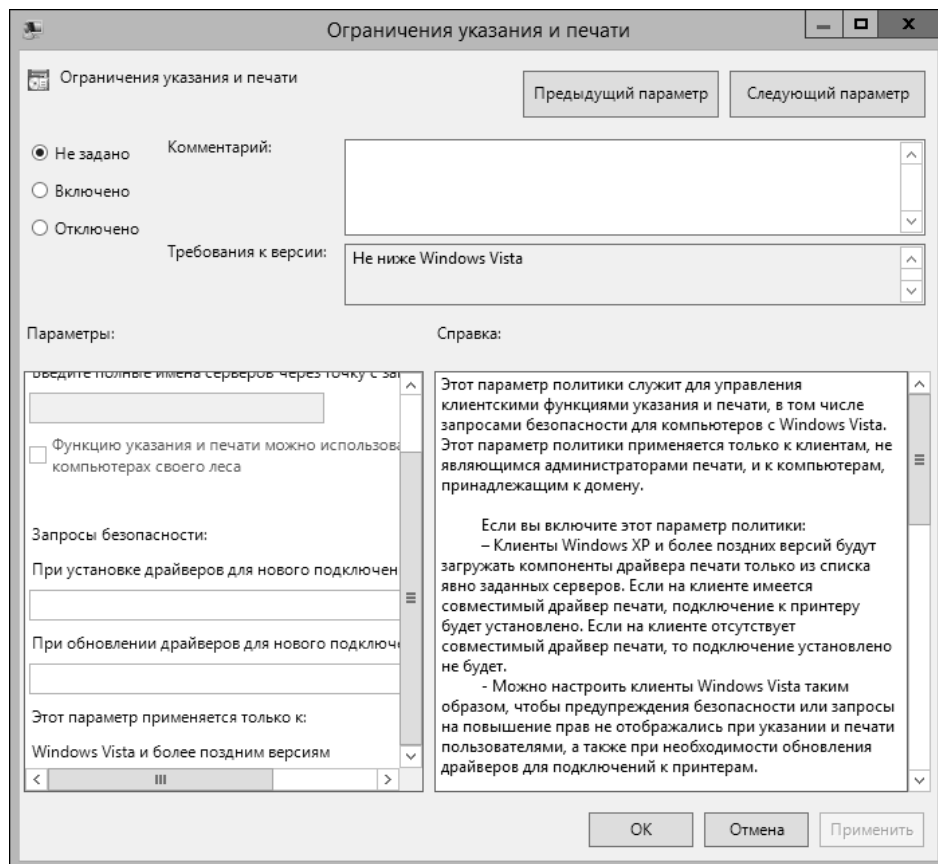 Ограничения указания и печати
Ограничения указания и печати
Предыдущий параметр
Следующий параметр
Не задано
Включено
Отключено
Комментарий:
Требования к версии:
Не ниже Windows Vista
Параметры:
Справка:
Введите полные имена серверов через точку с зап
Функцию указания и печати можно использова
компьютерах своего леса
Запросы безопасности:
При установке драйверов для нового подключен
При обновлении драйверов для нового подключе
Этот параметр применяется только к:
Windows Vista и более поздним версиям
Этот параметр политики служит для управления
клиентскими функциями указания и печати, в том числе
запросами безопасности для компьютеров с Windows Vista.
Этот параметр политики применяется только к клиентам, не
являющимся администраторами печати, и к компьютерам,
принадлежащим к домену.
Если вы включите этот параметр политики:
– Клиенты Windows XP и более поздних версий будут
загружать компоненты драйвера печати только из списка
явно заданных серверов. Если на клиенте имеется
совместимый драйвер печати, подключение к принтеру
будет установлено. Если на клиенте отсутствует
совместимый драйвер печати, то подключение установлено
не будет.
- Можно настроить клиенты Windows Vista таким
образом, чтобы предупреждения безопасности или запросы
на повышение прав не отображались при указании и печати
пользователями, а также при необходимости обновления
драйверов для подключений к принтерам.
ОК
Отмена
Применить